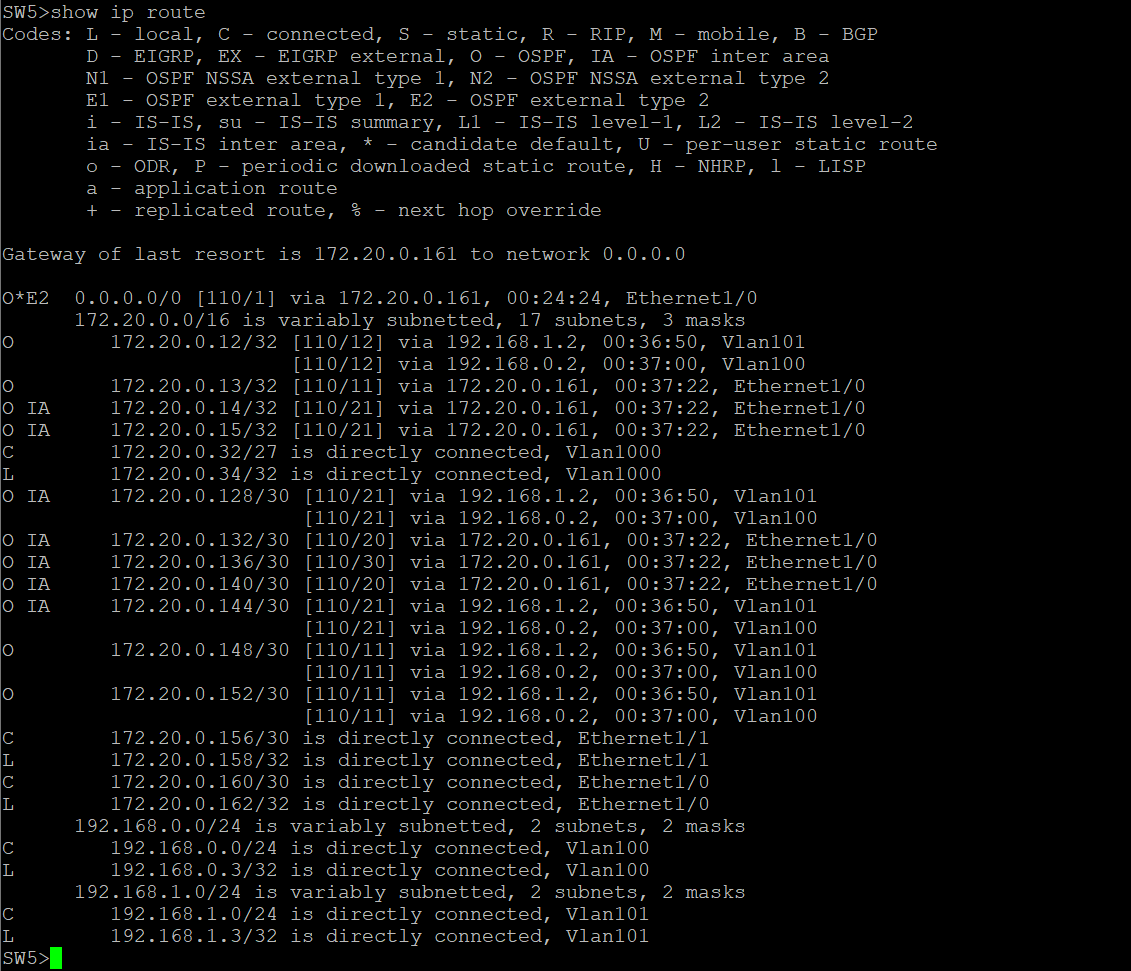 SW5>show ip route
Codes: L - local, C - connected, S - static, R - RIP, M - mobile, B - BGP
       D - EIGRP, EX - EIGRP external, O - OSPF, IA - OSPF inter area
       N1 - OSPF NSSA external type 1, N2 - OSPF NSSA external type 2
       E1 - OSPF external type 1, E2 - OSPF external type 2
       i - IS-IS, su - IS-IS summary, L1 - IS-IS level-1, L2 - IS-IS level-2
       ia - IS-IS inter area, * - candidate default, U - per-user static route
       o - ODR, P - periodic downloaded static route, H - NHRP, l - LISP
       a - application route
       + - replicated route, % - next hop override

Gateway of last resort is 172.20.0.161 to network 0.0.0.0

O*E2  0.0.0.0/0 [110/1] via 172.20.0.161, 00:24:24, Ethernet1/0
      172.20.0.0/16 is variably subnetted, 17 subnets, 3 masks
O        172.20.0.12/32 [110/12] via 192.168.1.2, 00:36:50, Vlan101
                        [110/12] via 192.168.0.2, 00:37:00, Vlan100
O        172.20.0.13/32 [110/11] via 172.20.0.161, 00:37:22, Ethernet1/0
O IA     172.20.0.14/32 [110/21] via 172.20.0.161, 00:37:22, Ethernet1/0
O IA     172.20.0.15/32 [110/21] via 172.20.0.161, 00:37:22, Ethernet1/0
C        172.20.0.32/27 is directly connected, Vlan1000
L        172.20.0.34/32 is directly connected, Vlan1000
O IA     172.20.0.128/30 [110/21] via 192.168.1.2, 00:36:50, Vlan101
                         [110/21] via 192.168.0.2, 00:37:00, Vlan100
O IA     172.20.0.132/30 [110/20] via 172.20.0.161, 00:37:22, Ethernet1/0
O IA     172.20.0.136/30 [110/30] via 172.20.0.161, 00:37:22, Ethernet1/0
O IA     172.20.0.140/30 [110/20] via 172.20.0.161, 00:37:22, Ethernet1/0
O IA     172.20.0.144/30 [110/21] via 192.168.1.2, 00:36:50, Vlan101
                         [110/21] via 192.168.0.2, 00:37:00, Vlan100
O        172.20.0.148/30 [110/11] via 192.168.1.2, 00:36:50, Vlan101
                         [110/11] via 192.168.0.2, 00:37:00, Vlan100
O        172.20.0.152/30 [110/11] via 192.168.1.2, 00:36:50, Vlan101
                         [110/11] via 192.168.0.2, 00:37:00, Vlan100
C        172.20.0.156/30 is directly connected, Ethernet1/1
L        172.20.0.158/32 is directly connected, Ethernet1/1
C        172.20.0.160/30 is directly connected, Ethernet1/0
L        172.20.0.162/32 is directly connected, Ethernet1/0
      192.168.0.0/24 is variably subnetted, 2 subnets, 2 masks
C        192.168.0.0/24 is directly connected, Vlan100
L        192.168.0.3/32 is directly connected, Vlan100
      192.168.1.0/24 is variably subnetted, 2 subnets, 2 masks
C        192.168.1.0/24 is directly connected, Vlan101
L        192.168.1.3/32 is directly connected, Vlan101
SW5>